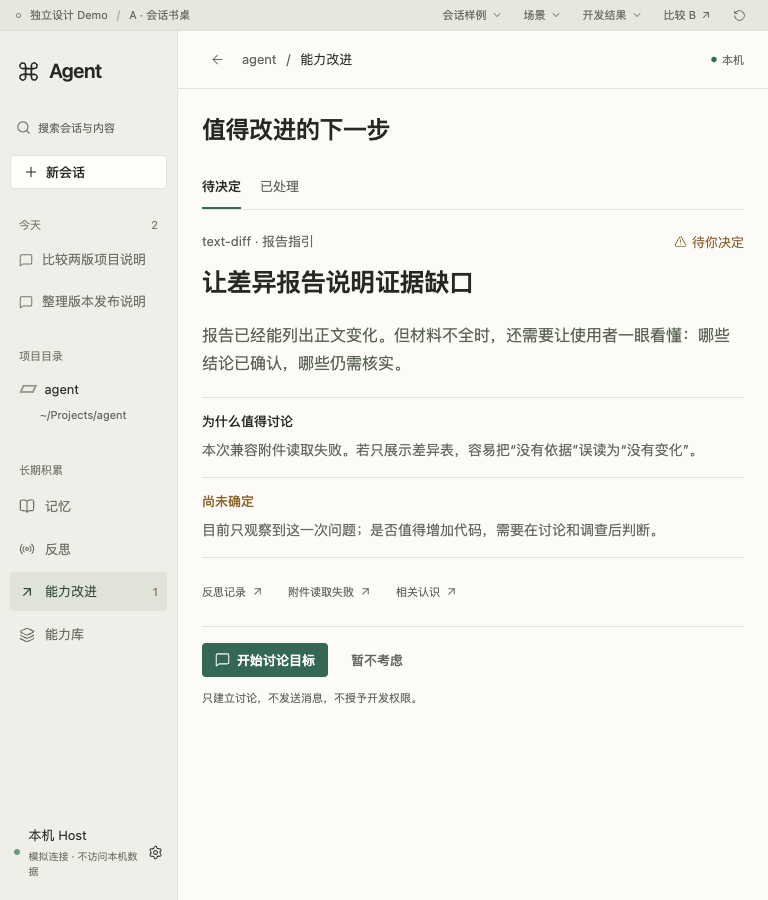 独立设计 Demo / A · 会话书桌
会话样例 场景 开发结果 比较 B
Agent
搜索会话与内容
新会话
今天 2
比较两版项目说明
整理版本发布说明
项目目录
agent
~/Projects/agent
长期积累
记忆
反思
能力改进 1
能力库
本机 Host
模拟连接 · 不访问本机数
据
agent / 能力改进
本机
值得改进的下一步
待决定 已处理
text-diff · 报告指引
待你决定
让差异报告说明证据缺口
报告已经能列出正文变化。但材料不全时，还需要让使用者一眼看懂：哪些
结论已确认，哪些仍需核实。
为什么值得讨论
本次兼容附件读取失败。若只展示差异表，容易把“没有依据”误读为“没有变化”。
尚未确定
目前只观察到这一次问题；是否值得增加代码，需要在讨论和调查后判断。
反思记录 附件读取失败 相关认识
开始讨论目标 暂不考虑
只建立讨论，不发送消息，不授予开发权限。